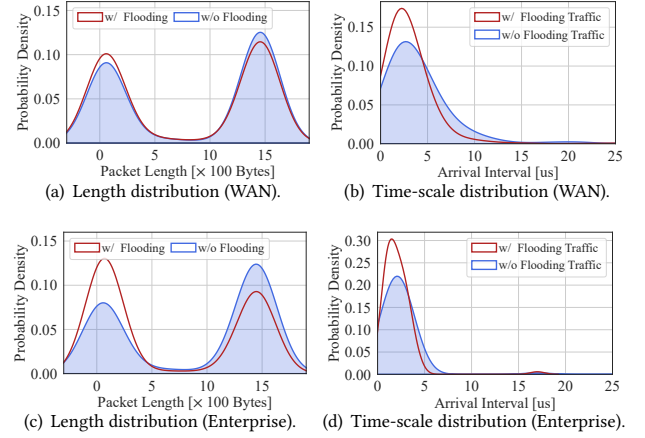 w/ Flooding w/o Flooding
0.15
0.10
0.05
0.00
Probability Density
0 5 10 15
Packet Length [× 100 Bytes]
(a) Length distribution (WAN).
w/ Flooding Traffic
w/o Flooding Traffic
0.20
0.15
0.10
0.05
0.00
Probability Density
0 5 10 15 20 25
Arrival Interval [us]
(b) Time-scale distribution (WAN).
w/ Flooding w/o Flooding
0.15
0.10
0.05
0.00
Probability Density
0 5 10 15
Packet Length [× 100 Bytes]
(c) Length distribution (Enterprise).
w/ Flooding Traffic
w/o Flooding Traffic
0.30
0.25
0.20
0.15
0.10
0.05
0.00
Probability Density
0 5 10 15 20 25
Arrival Interval [us]
(d) Time-scale distribution (Enterprise).